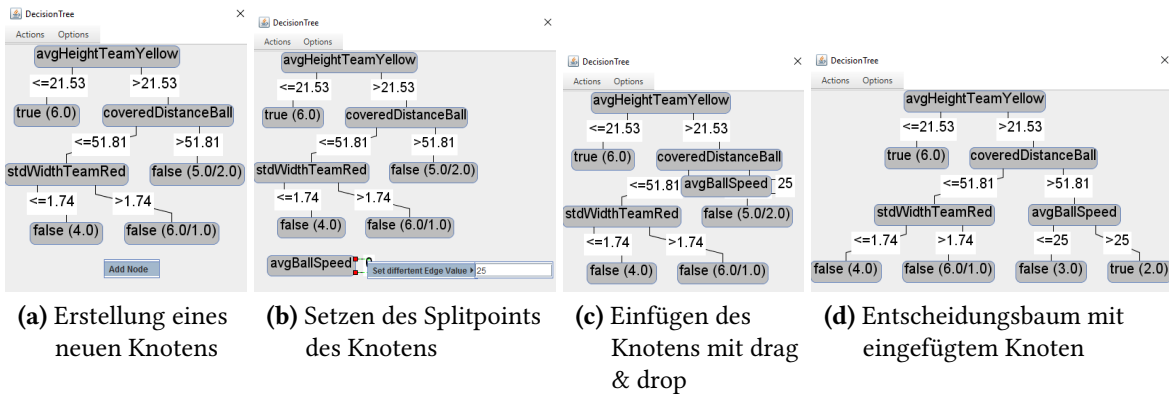 DecisionTree
Actions Options
avgHeightTeamYellow
<=21.53 >21.53
true (6.0) coveredDistanceBall
<=51.81 >51.81
stdWidthTeamRed false (5.0/2.0)
<=1.74 >1.74
false (4.0) false (6.0/1.0)
Add Node
(a) Erstellung eines
neuen Knotens
DecisionTree
Actions Options
avgHeightTeamYellow
<=21.53 >21.53
true (6.0) coveredDistanceBall
<=51.81 >51.81
stdWidthTeamRed false (5.0/2.0)
<=1.74 >1.74
false (4.0) false (6.0/1.0)
avgBallSpeed Set differtent Edge Value 25
(b) Setzen des Splitpoints
des Knotens
DecisionTree
Actions Options
avgHeightTeamYellow
<=21.53 >21.53
true (6.0) coveredDistanceBall
<=51.81 avgBallSpeed 25
stdWidthTeamRed false (5.0/2.0)
<=1.74 >1.74
false (4.0) false (6.0/1.0)
(c) Einfügen des
Knotens mit drag
& drop
DecisionTree
Actions Options
avgHeightTeamYellow
<=21.53 >21.53
true (6.0) coveredDistanceBall
<=51.81 >51.81
stdWidthTeamRed avgBallSpeed
<=1.74 >1.74 <=25 >25
false (4.0) false (6.0/1.0) false (3.0) true (2.0)
(d) Entscheidungsbaum mit
eingefügtem Knoten